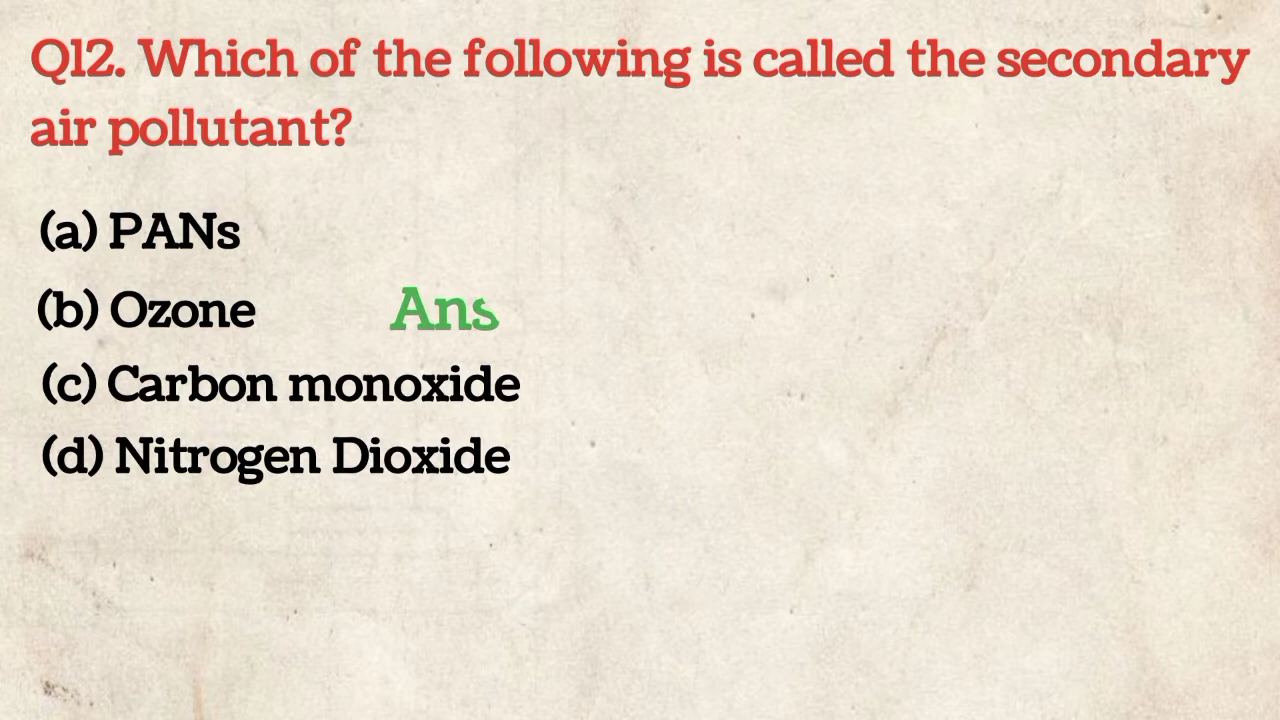 Q12. Which of the following is called the secondary
air pollutant?
(a) PANs
(b) Ozone Ans
(c) Carbon monoxide
(d) Nitrogen Dioxide